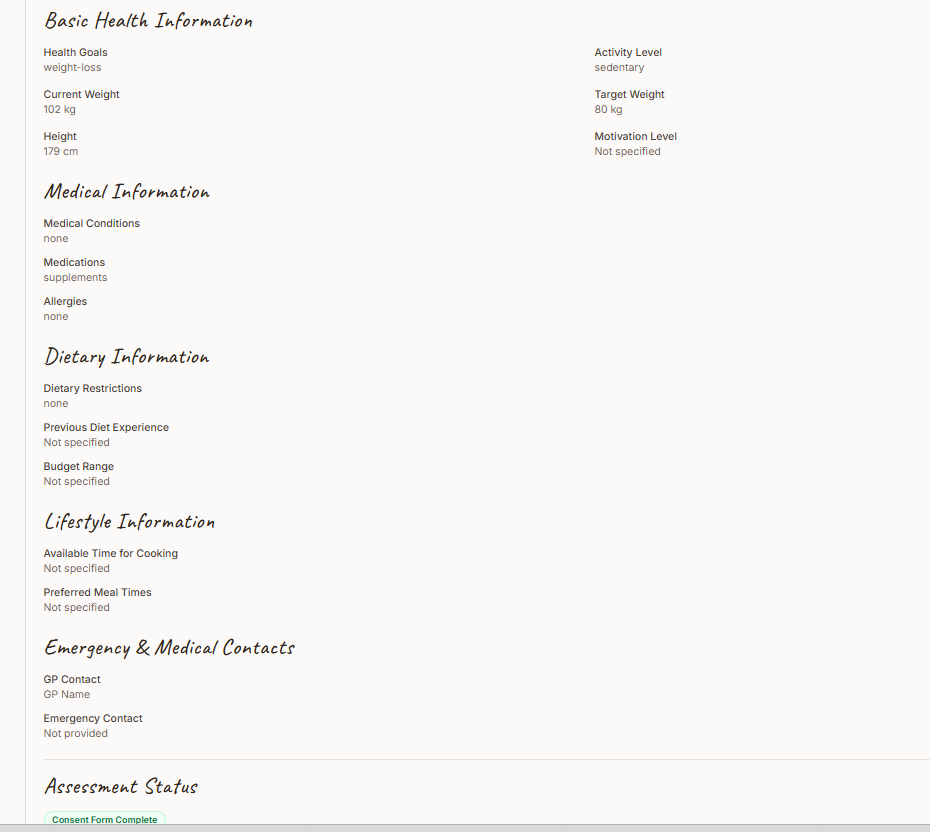 Basic Health Information
Health Goals
weight-loss
Activity Level
sedentary
Current Weight
102 kg
Target Weight
80 kg
Height
179 cm
Motivation Level
Not specified
Medical Information
Medical Conditions
none
Medications
supplements
Allergies
none
Dietary Information
Dietary Restrictions
none
Previous Diet Experience
Not specified
Budget Range
Not specified
Lifestyle Information
Available Time for Cooking
Not specified
Preferred Meal Times
Not specified
Emergency & Medical Contacts
GP Contact
GP Name
Emergency Contact
Not provided
Assessment Status
Consent Form Complete